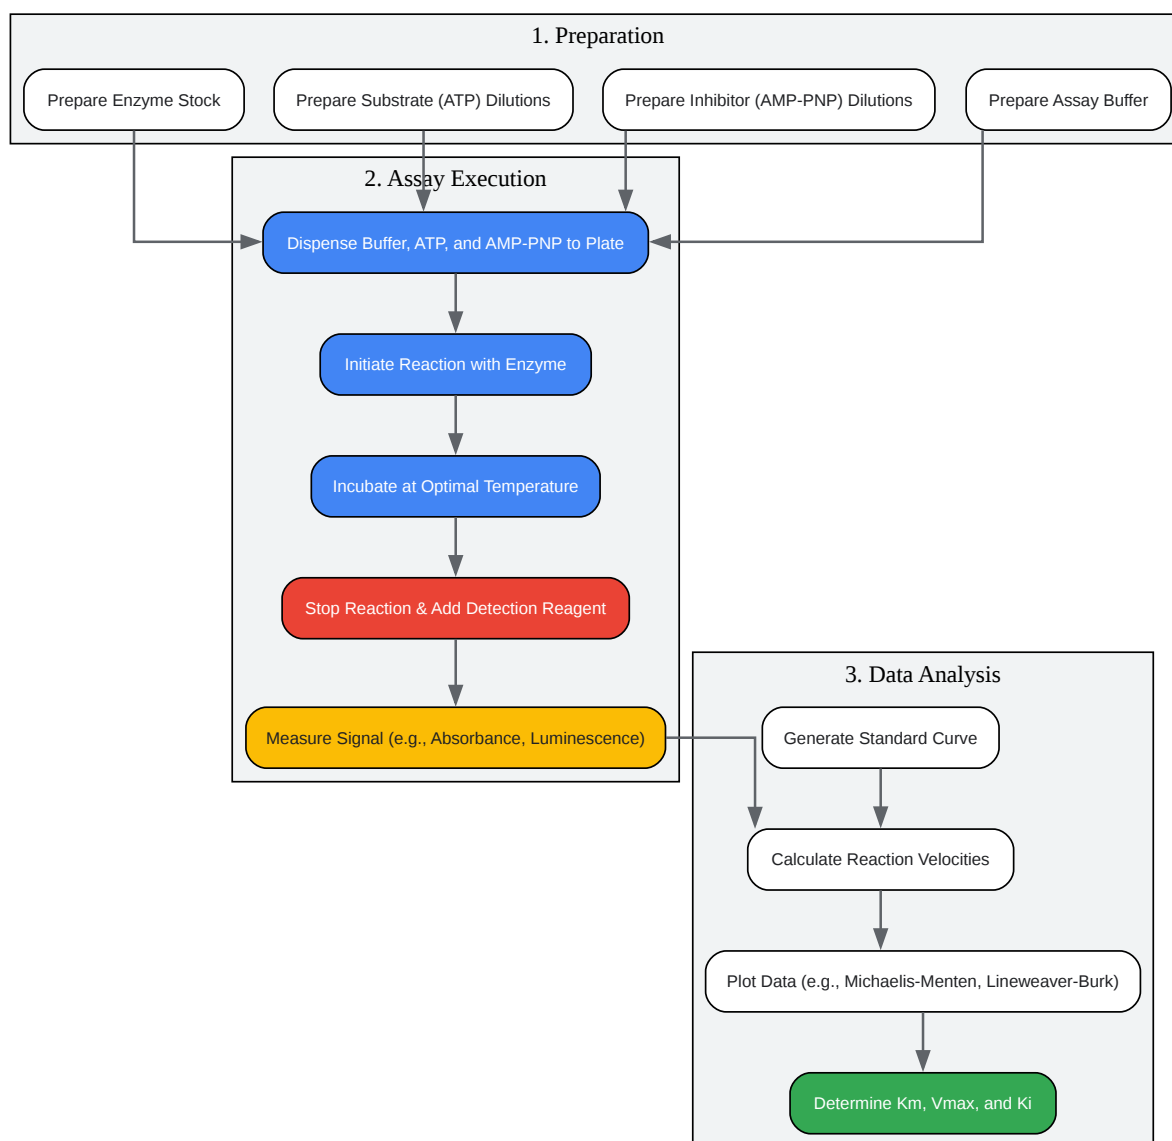 1. Preparation
Prepare Enzyme Stock
Prepare Substrate (ATP) Dilutions
Prepare Inhibitor (AMP-PNP) Dilutions
Prepare Assay Buffer
2. Assay Execution
Dispense Buffer, ATP, and AMP-PNP to Plate
Initiate Reaction with Enzyme
Incubate at Optimal Temperature
Stop Reaction & Add Detection Reagent
Measure Signal (e.g., Absorbance, Luminescence)
3. Data Analysis
Generate Standard Curve
Calculate Reaction Velocities
Plot Data (e.g., Michaelis-Menten, Lineweaver-Burk)
Determine Km, Vmax, and Ki